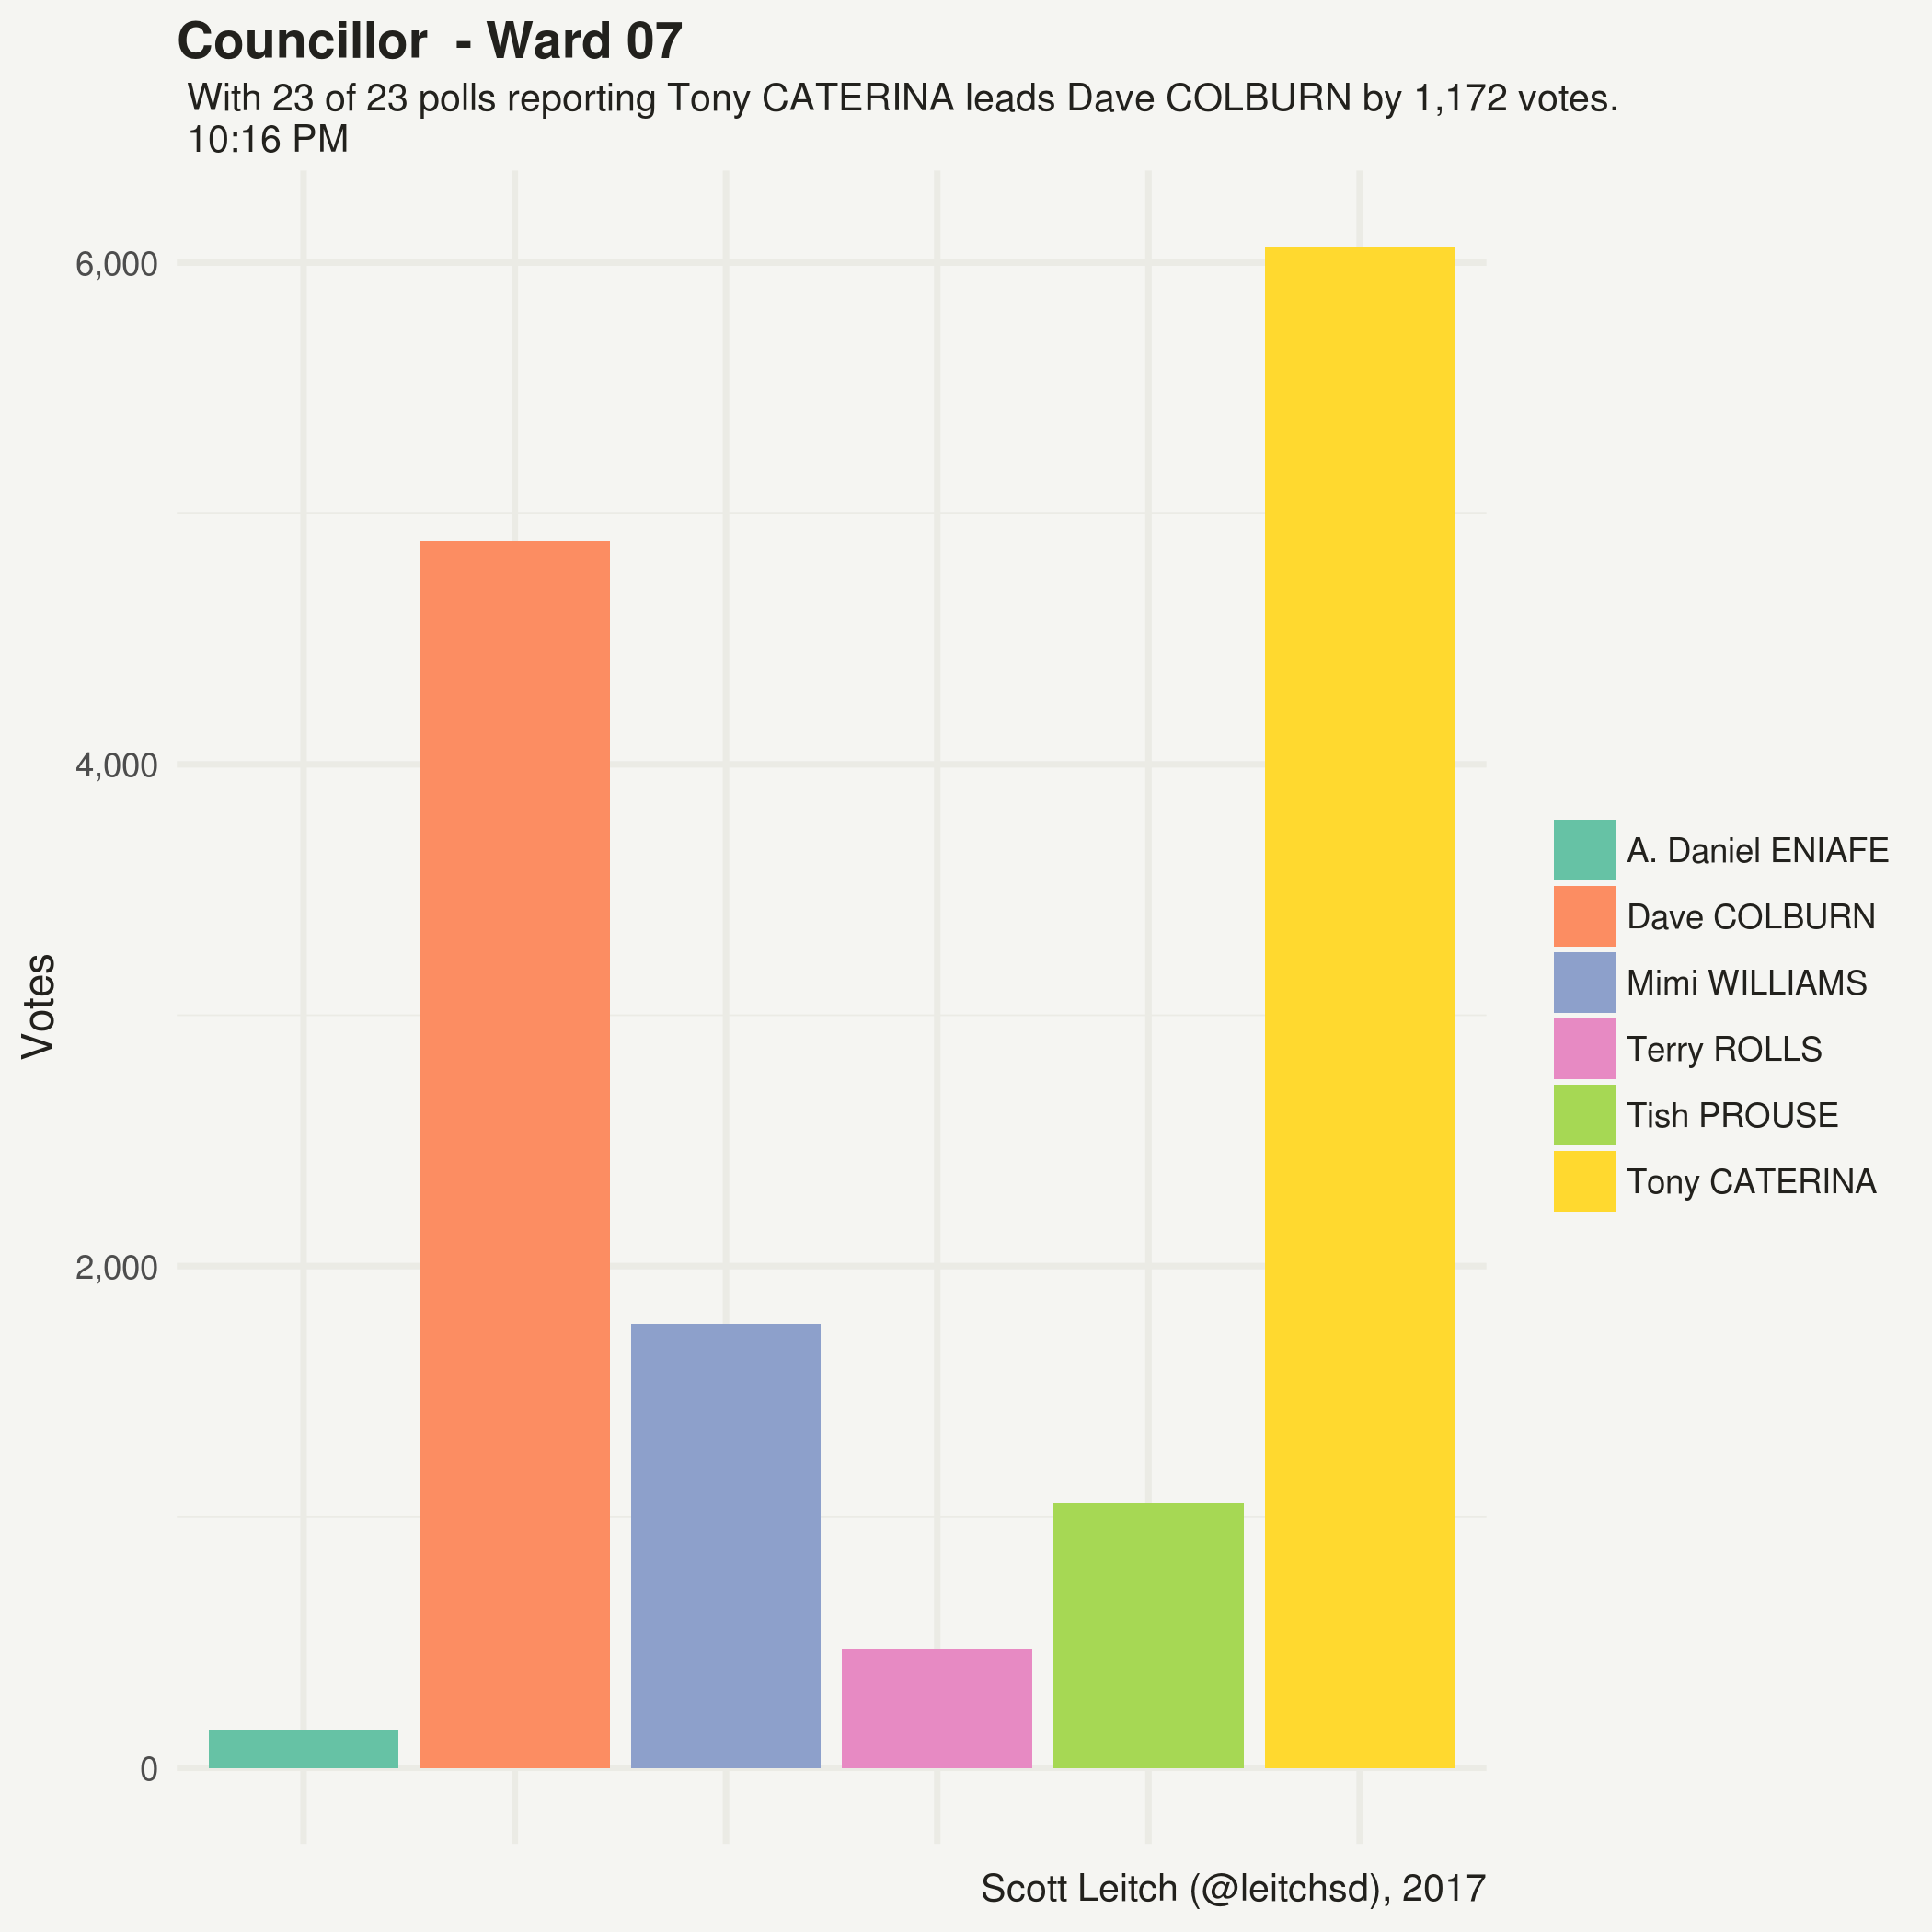 Councillor  - Ward 07
With 23 of 23 polls reporting Tony CATERINA leads Dave COLBURN by 1,172 votes.
10:16 PM
6,000
4,000
2,000
0
Votes
A. Daniel ENIAFE
Dave COLBURN
Mimi WILLIAMS
Terry ROLLS
Tish PROUSE
Tony CATERINA
Scott Leitch (@leitchsd), 2017